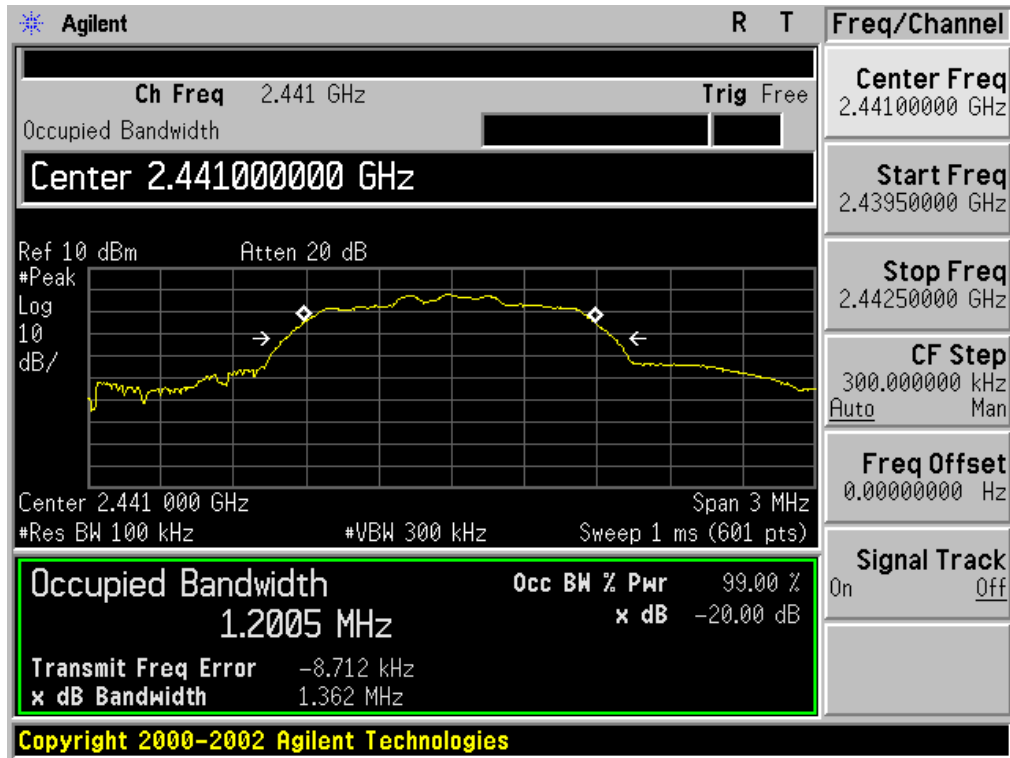 Agilent R T Freq/Channel
Ch Freq 2.441 GHz Trig Free
Occupied Bandwidth
Center 2.441000000 GHz
Ref 10 dBm Atten 20 dB
#Peak
Log
10
dB/
Center 2.441 000 GHz Span 3 MHz
#Res BW 100 kHz #VBW 300 kHz Sweep 1 ms (601 pts)
Occupied Bandwidth Occ BW % Pwr 99.00 %
1.2005 MHz x dB -20.00 dB
Transmit Freq Error -8.712 kHz
x dB Bandwidth 1.362 MHz
Copyright 2000-2002 Agilent Technologies
Center Freq
2.44100000 GHz
Start Freq
2.43950000 GHz
Stop Freq
2.44250000 GHz
CF Step
300.000000 kHz
Auto Man
Freq Offset
0.00000000 Hz
Signal Track
On Off